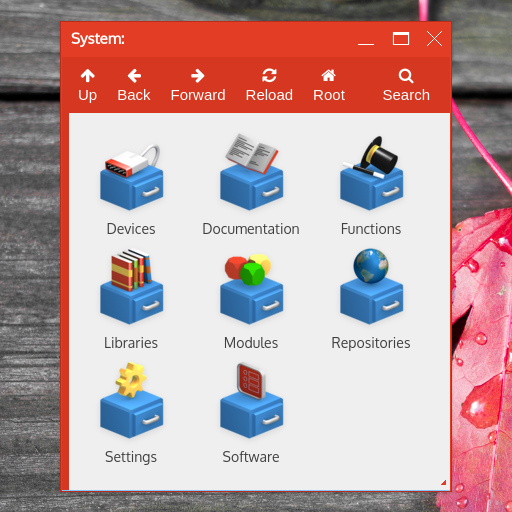 System:
Up Back Forward Reload Root Search
Devices Documentation Functions
Libraries Modules Repositories
Settings Software